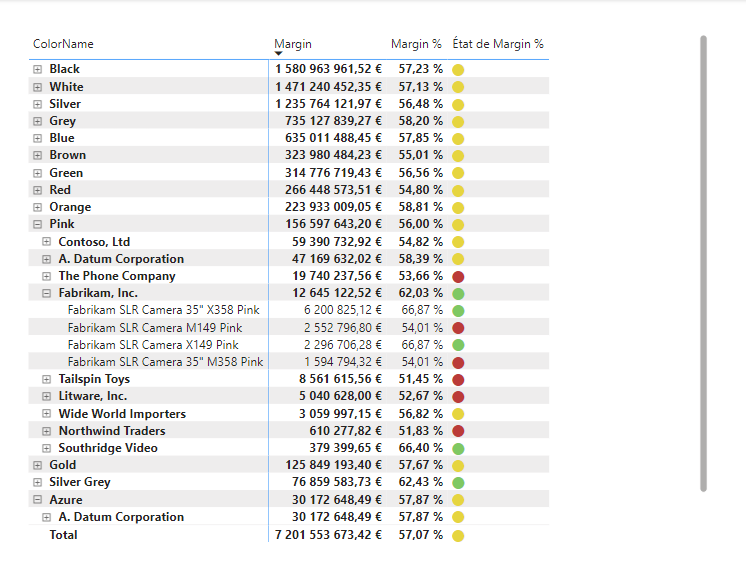 ColorName Margin Margin % État de Margin %
Black 1 580 963 961,52 € 57,23 %
White 1 471 240 452,35 € 57,13 %
Silver 1 235 764 121,97 € 56,48 %
Grey 735 127 839,27 € 58,20 %
Blue 635 011 488,45 € 57,85 %
Brown 323 980 484,23 € 55,01 %
Green 314 776 719,43 € 56,56 %
Red 266 448 573,51 € 54,80 %
Orange 223 933 009,05 € 58,81 %
Pink 156 597 643,20 € 56,00 %
Contoso, Ltd 59 390 732,92 € 54,82 %
A. Datum Corporation 47 169 632,02 € 58,39 %
The Phone Company 19 740 237,56 € 53,66 %
Fabrikam, Inc. 12 645 122,52 € 62,03 %
Fabrikam SLR Camera 35" X358 Pink 6 200 825,12 € 66,87 %
Fabrikam SLR Camera M149 Pink 2 552 796,80 € 54,01 %
Fabrikam SLR Camera X149 Pink 2 296 706,28 € 66,87 %
Fabrikam SLR Camera 35" M358 Pink 1 594 794,32 € 54,01 %
Tailspin Toys 8 561 615,56 € 51,45 %
Litware, Inc. 5 040 628,00 € 52,67 %
Wide World Importers 3 059 997,15 € 56,82 %
Northwind Traders 610 277,82 € 51,83 %
Southridge Video 379 399,65 € 66,40 %
Gold 125 849 193,40 € 57,67 %
Silver Grey 76 859 583,73 € 62,43 %
Azure 30 172 648,49 € 57,87 %
A. Datum Corporation 30 172 648,49 € 57,87 %
Total 7 201 553 673,42 € 57,07 %